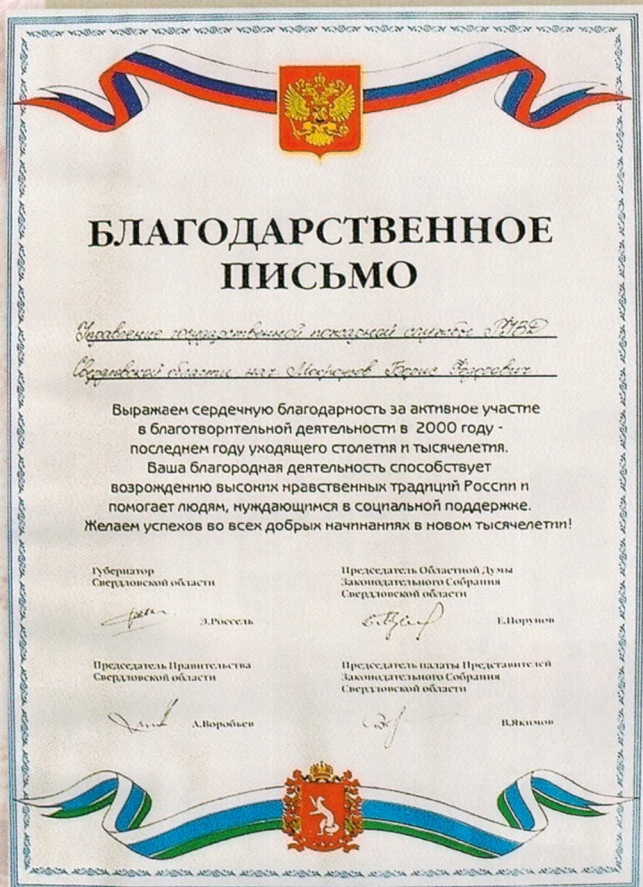 БЛАГОДАРСТВЕННОЕ
ПИСЬМО
Управление государственной пожарной службы
Свердловской области нач Борис
Выражаем сердечную благодарность за активное участие
в благотворительной деятельности в 2000 году -
последнем году уходящего столетия и тысячелетия.
Ваша благородная деятельность способствует
возрождению высоких нравственных традиций России и
помогает людям, нуждающимся в социальной поддержке.
Желаем успехов во всех добрых начинаниях в новом тысячелетии!
Губернатор
Свердловской области
Э.Россель
Председатель Областной Думы
Законодательного Собрания
Свердловской области
Е.Порунов
Председатель Правительства
Свердловской области
А.Воробьев
Председатель палаты Представителей
Законодательного Собрания
Свердловской области
В.Якимов